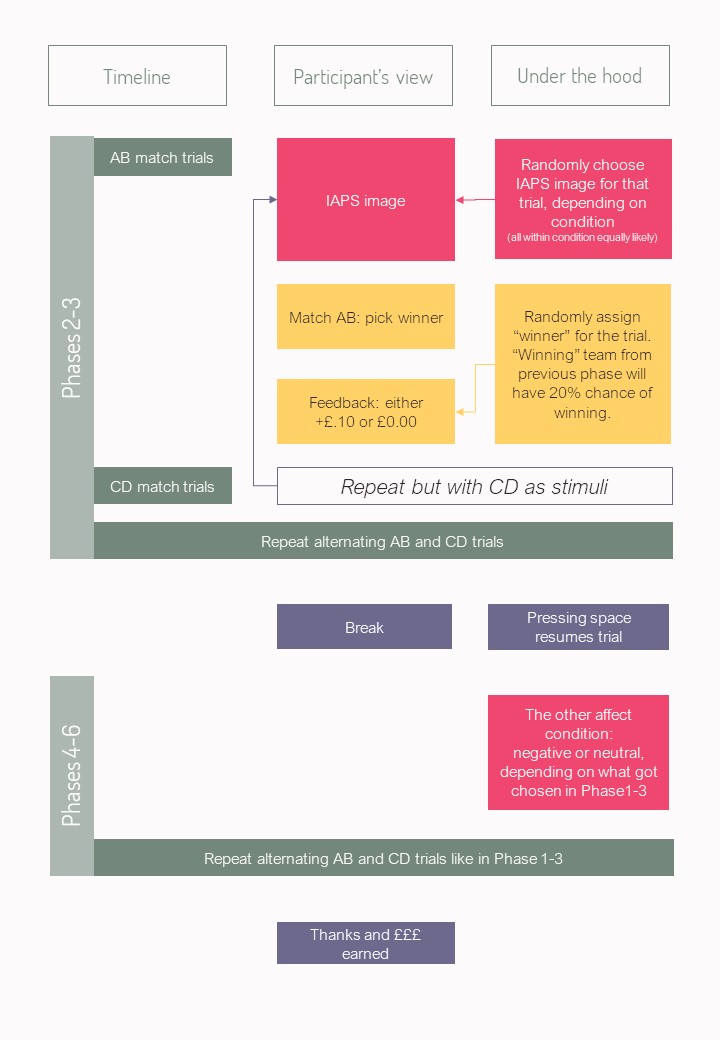 Timeline
Participant's view
Under the hood
Phases 2-3
AB match trials
IAPS image
Randomly choose
IAPS image for that
trial, depending on
condition
(all within condition equally likely)
Match AB: pick winner
Feedback: either
+£.10 or £0.00
Randomly assign
“winner” for the trial.
“Winning” team from
previous phase will
have 20% chance of
winning.
CD match trials
Repeat but with CD as stimuli
Repeat alternating AB and CD trials
Break
Pressing space
resumes trial
Phases 4-6
The other affect
condition:
negative or neutral,
depending on what got
chosen in Phase1-3
Repeat alternating AB and CD trials like in Phase 1-3
Thanks and £££
earned